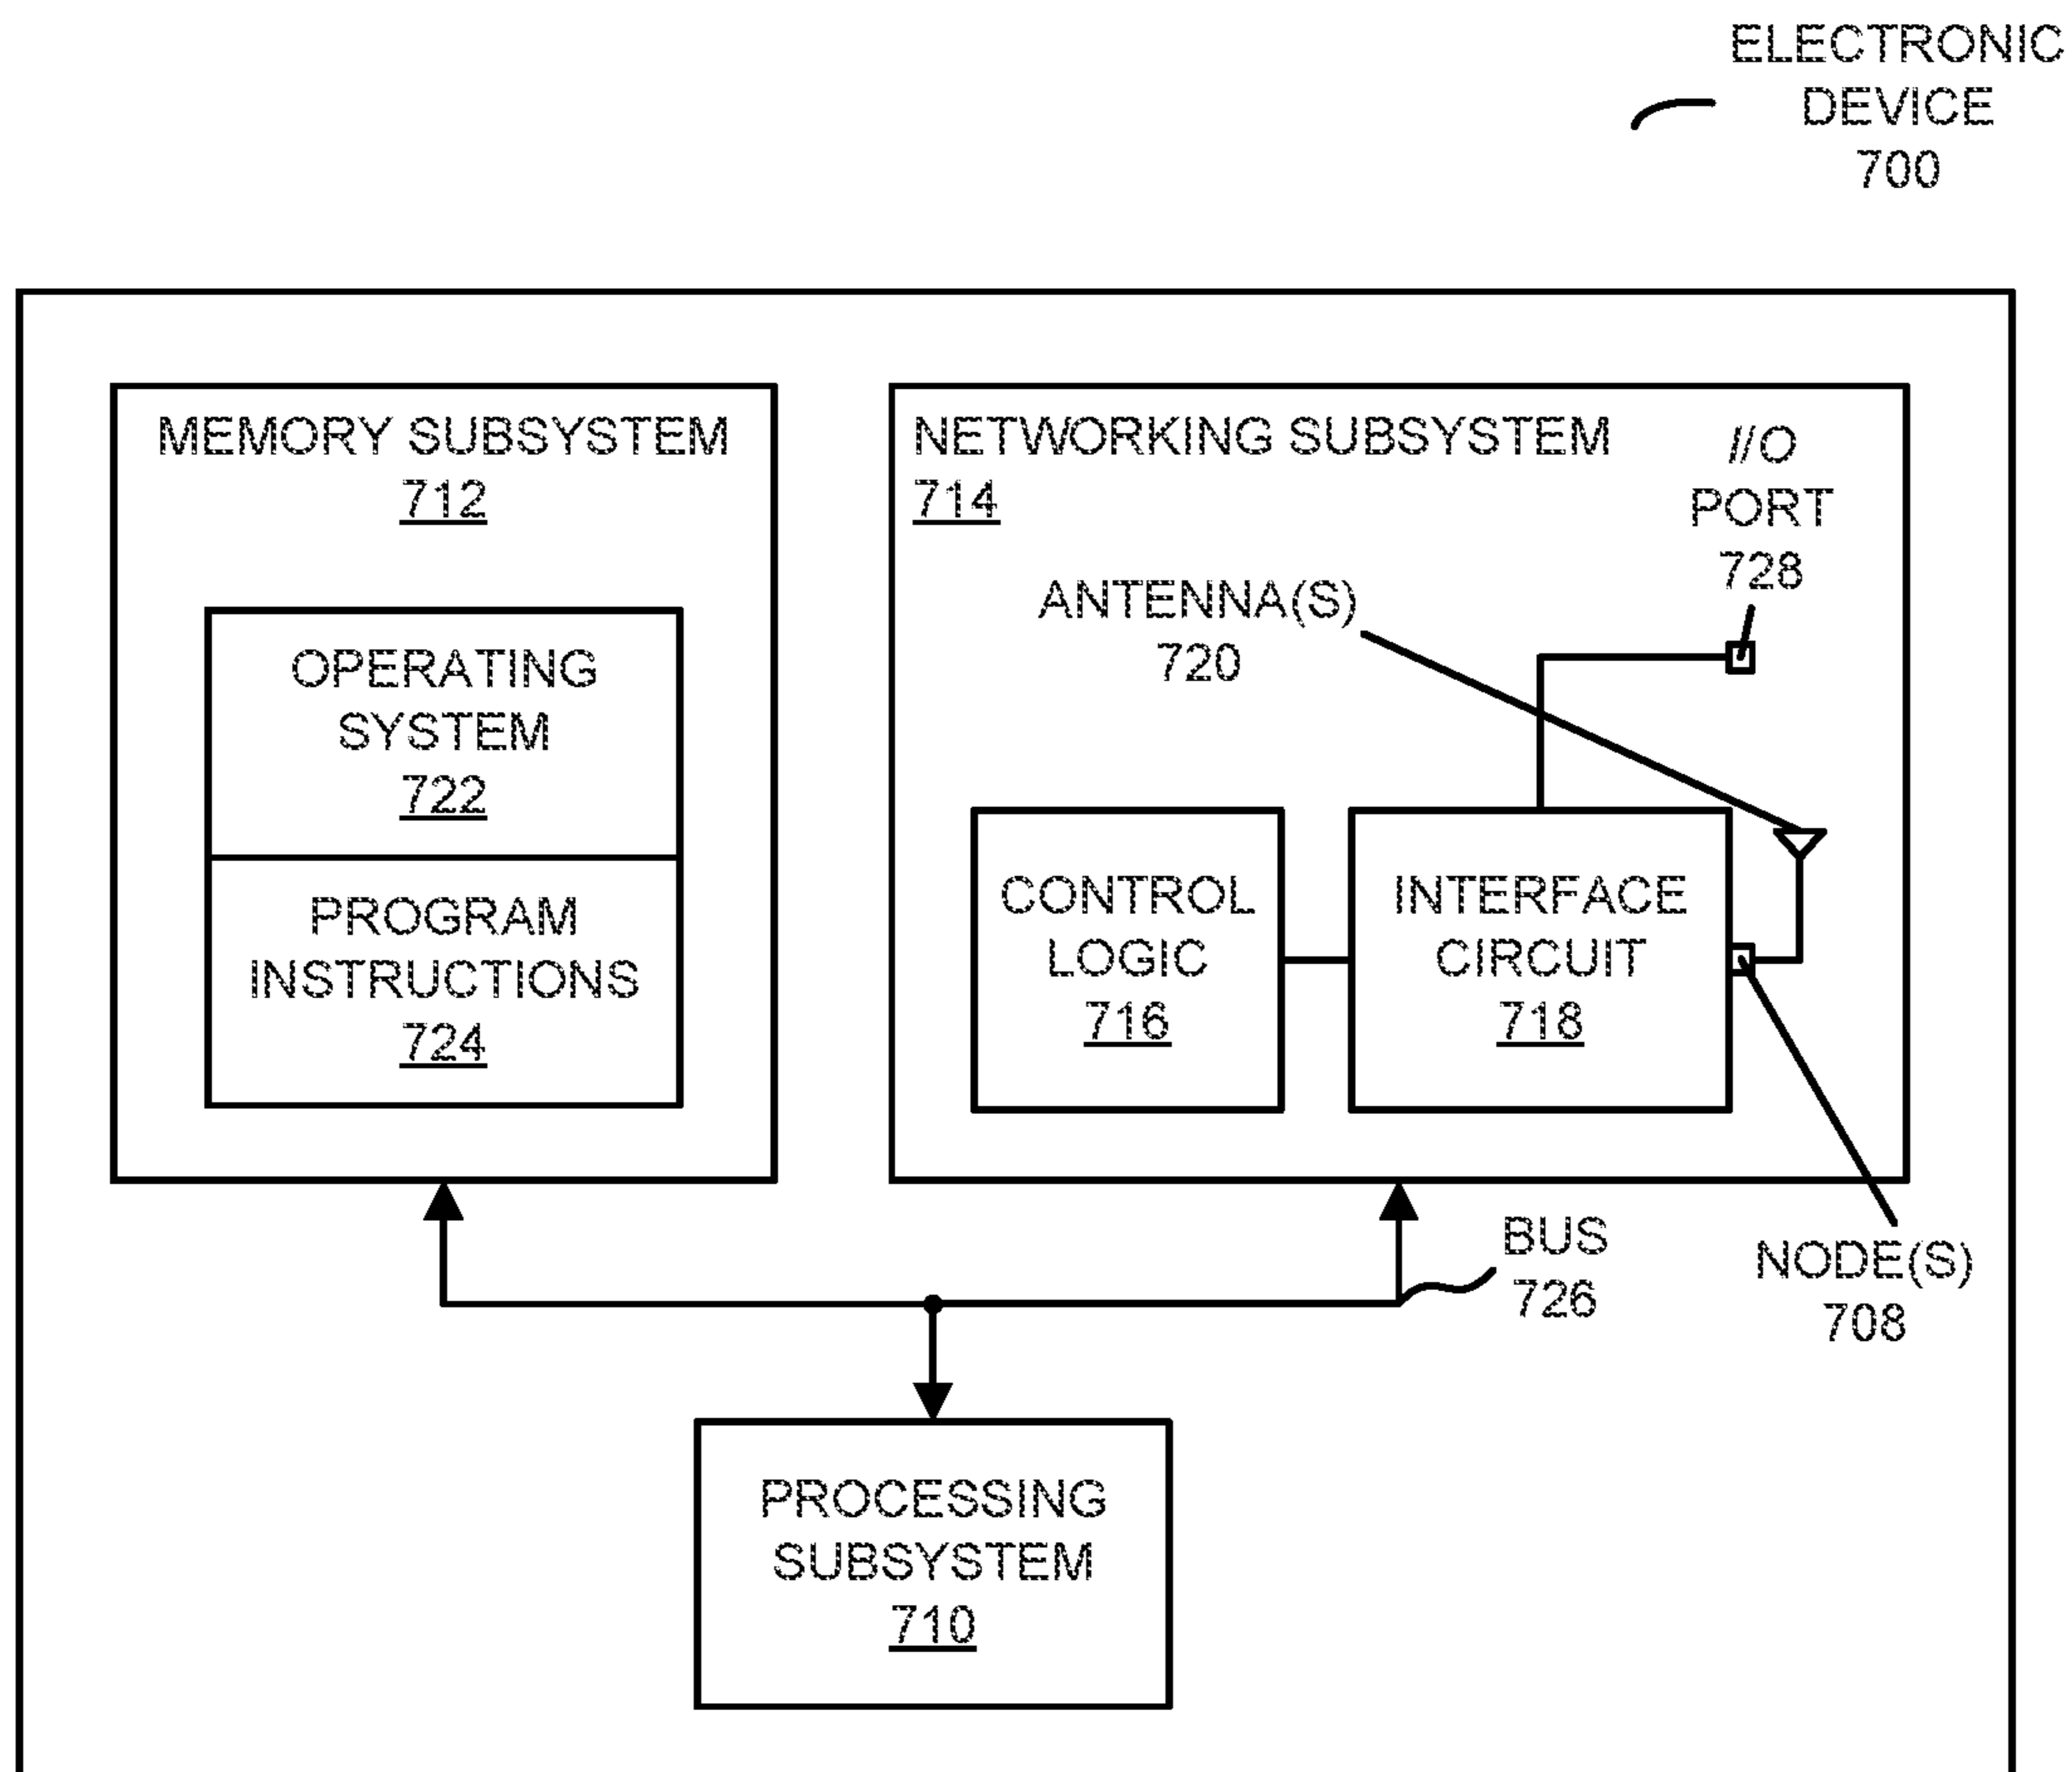 ELECTRONIC
DEVICE
700
MEMORY SUBSYSTEM
712
OPERATING
SYSTEM
722
PROGRAM
INSTRUCTIONS
724
NETWORKING SUBSYSTEM
714
I/O
PORT
728
ANTENNA(S)
720
CONTROL
LOGIC
716
INTERFACE
CIRCUIT
718
BUS
726
NODE(S)
708
PROCESSING
SUBSYSTEM
710